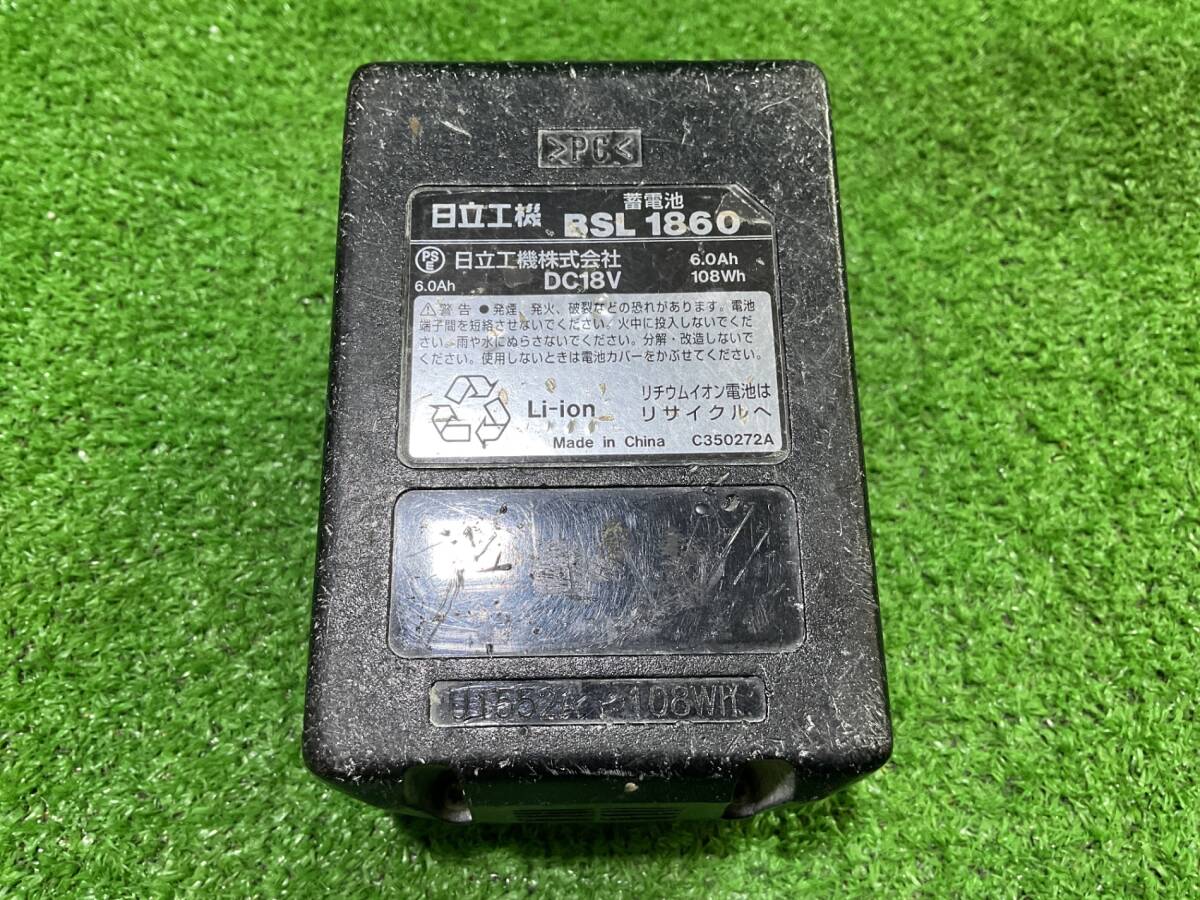 >PC<
蓄電池
日立工機 BSL 1860
PSE 日立工機株式会社 6.0Ah
6.0Ah DC18V 108Wh
⚠警告 ●発煙、発火、破裂などの恐れがあります。電池
端子間を短絡させないでください。火中に投入しないでくだ
さい。雨や水にぬらさないでください。分解・改造しないで
ください。使用しないときは電池カバーをかぶせてください。
Li-ion リチウムイオン電池は
リサイクルへ
Made in China C350272A
108WH